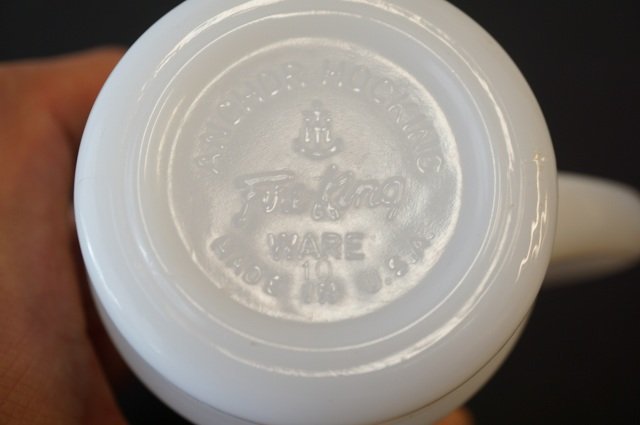 ANCHOR HOCKING
Fire King
WARE
10
MADE IN U.S.A.